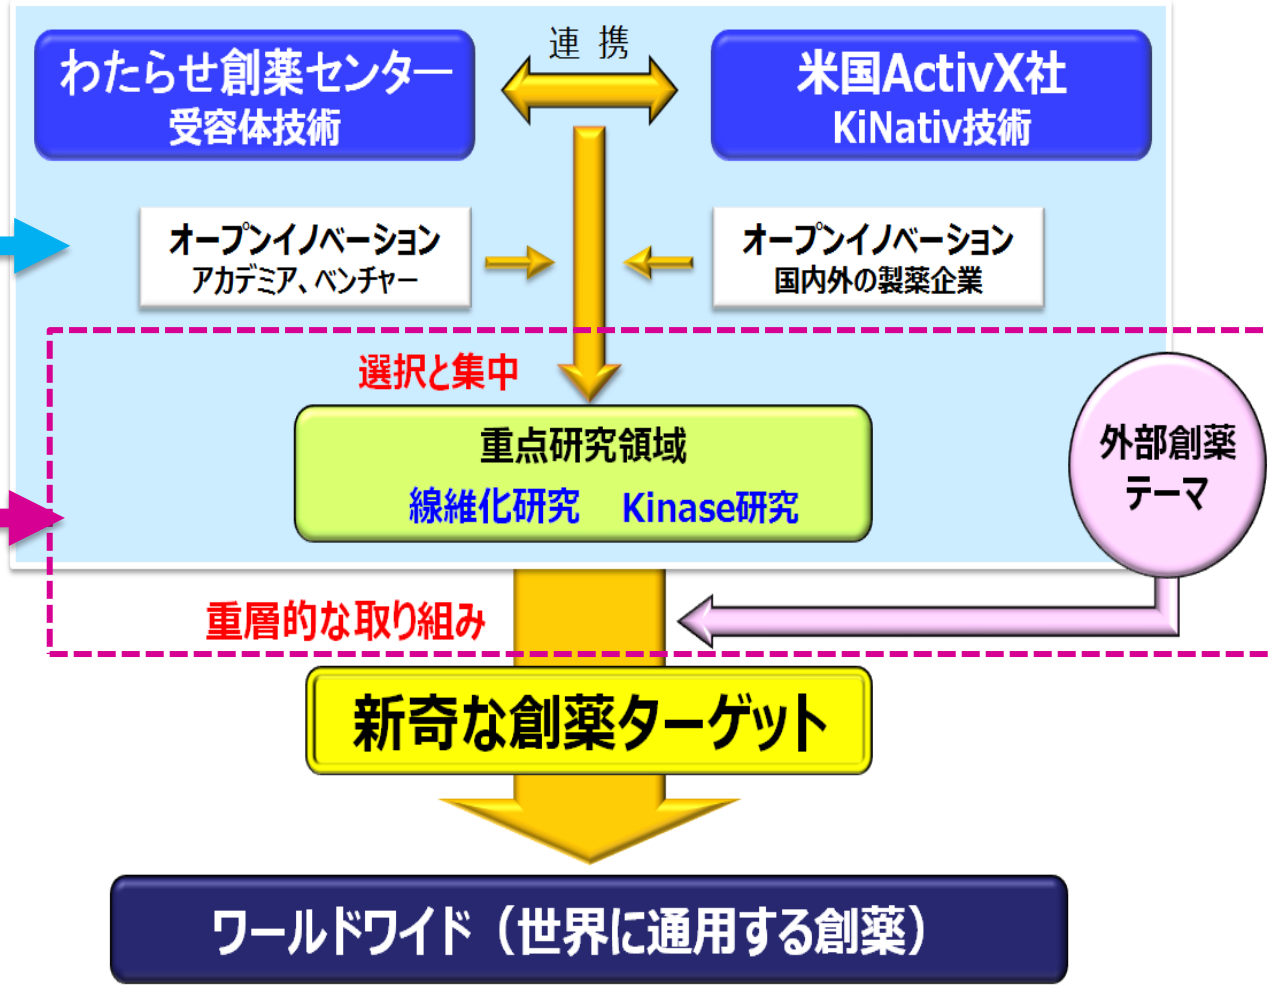 連 携
わたらせ創薬センター
受容体技術
米国ActivX社
KiNativ技術
オープンイノベーション
アカデミア、ベンチャー
オープンイノベーション
国内外の製薬企業
選択と集中
重点研究領域
線維化研究 Kinase研究
外部創薬
テーマ
重層的な取り組み
新奇な創薬ターゲット
ワールドワイド（世界に通用する創薬）